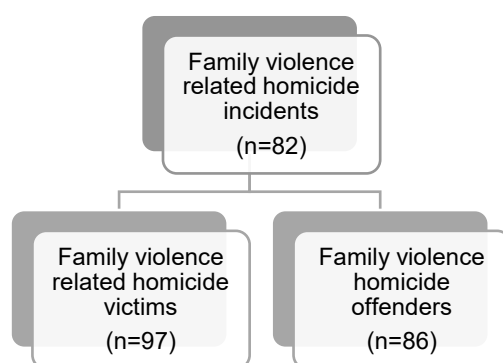 Family violence
related homicide
incidents
(n=82)
Family violence
related homicide
victims
(n=97)
Family violence
homicide
offenders
(n=86)